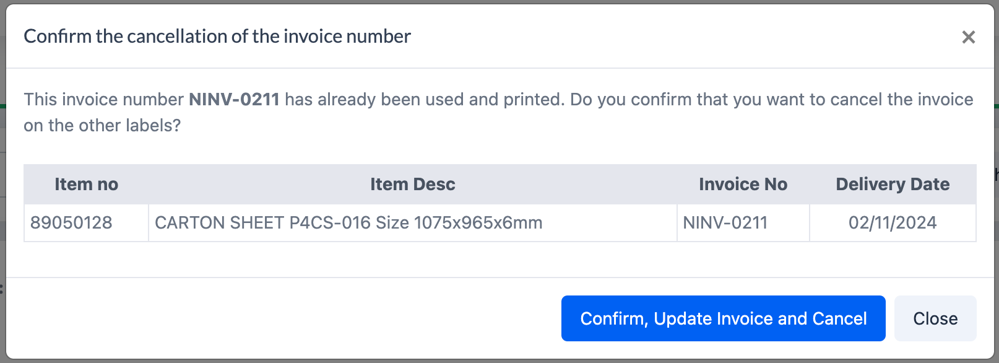 Confirm the cancellation of the invoice number
×
This invoice number NINV-0211 has already been used and printed. Do you confirm that you want to cancel the invoice
on the other labels?
Item no Item Desc Invoice No Delivery Date
89050128 CARTON SHEET P4CS-016 Size 1075x965x6mm NINV-0211 02/11/2024
Confirm, Update Invoice and Cancel Close